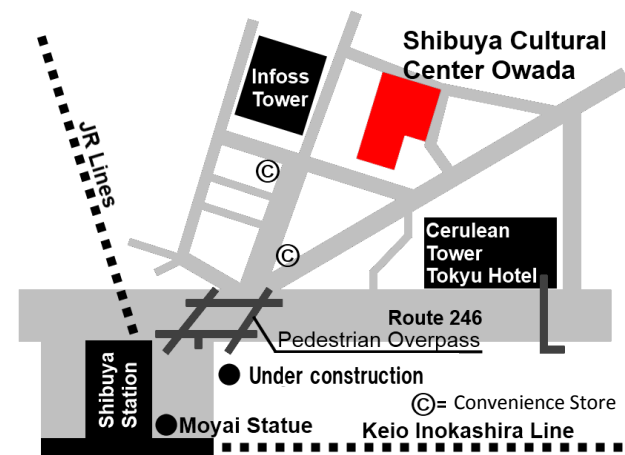 Shibuya Cultural
Center Owada
Infoss
Tower
JR Lines
©
©
Cerulean
Tower
Tokyu Hotel
Route 246
Pedestrian Overpass
Shibuya
Station
Under construction
©= Convenience Store
Moyai Statue
Keio Inokashira Line